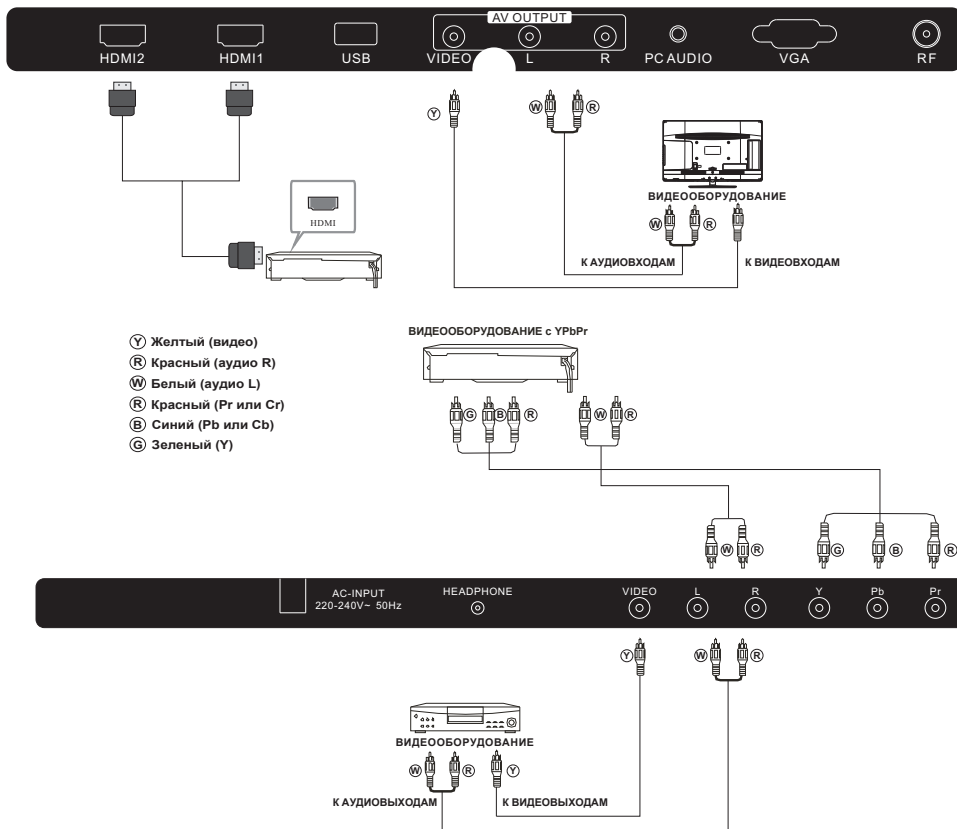 AV OUTPUT
HDMI2 HDMI1 USB VIDEO L R PC AUDIO VGA RF
Y W R
ВИДЕООБОРУДОВАНИЕ
W R
HDMI
К АУДИОВХОДАМ К ВИДЕОВХОДАМ
ВИДЕООБОРУДОВАНИЕ с YPbPr
Y Желтый (видео)
R Красный (аудио R)
W Белый (аудио L)
R Красный (Pr или Cr)
B Синий (Pb или Cb)
G Зеленый (Y)
G B R W R
W R G B R
AC-INPUT
220-240V~ 50Hz
HEADPHONE VIDEO L R Y Pb Pr
Y W R
ВИДЕООБОРУДОВАНИЕ
W R Y
К АУДИОВЫХОДАМ К ВИДЕОВЫХОДАМ